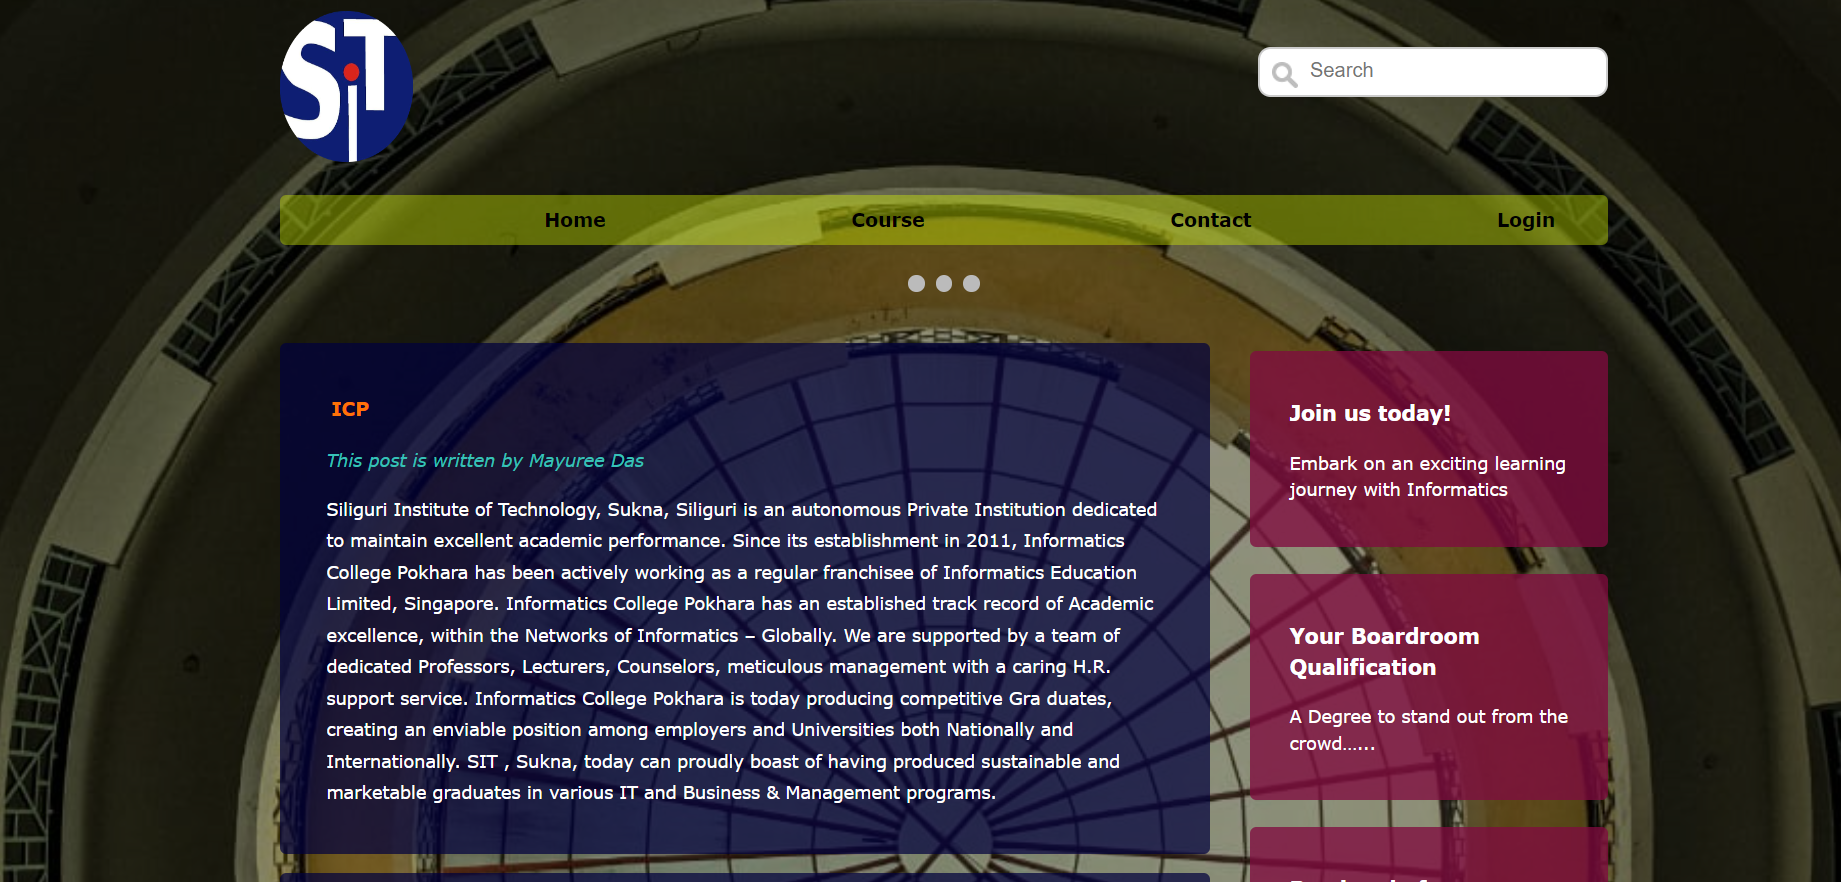 SiT
Search
Home Course Contact Login
ICP
This post is written by Mayuree Das
Siliguri Institute of Technology, Sukna, Siliguri is an autonomous Private Institution dedicated
to maintain excellent academic performance. Since its establishment in 2011, Informatics
College Pokhara has been actively working as a regular franchisee of Informatics Education
Limited, Singapore. Informatics College Pokhara has an established track record of Academic
excellence, within the Networks of Informatics – Globally. We are supported by a team of
dedicated Professors, Lecturers, Counselors, meticulous management with a caring H.R.
support service. Informatics College Pokhara is today producing competitive Gra duates,
creating an enviable position among employers and Universities both Nationally and
Internationally. SIT , Sukna, today can proudly boast of having produced sustainable and
marketable graduates in various IT and Business & Management programs.
Join us today!
Embark on an exciting learning
journey with Informatics
Your Boardroom
Qualification
A Degree to stand out from the
crowd......